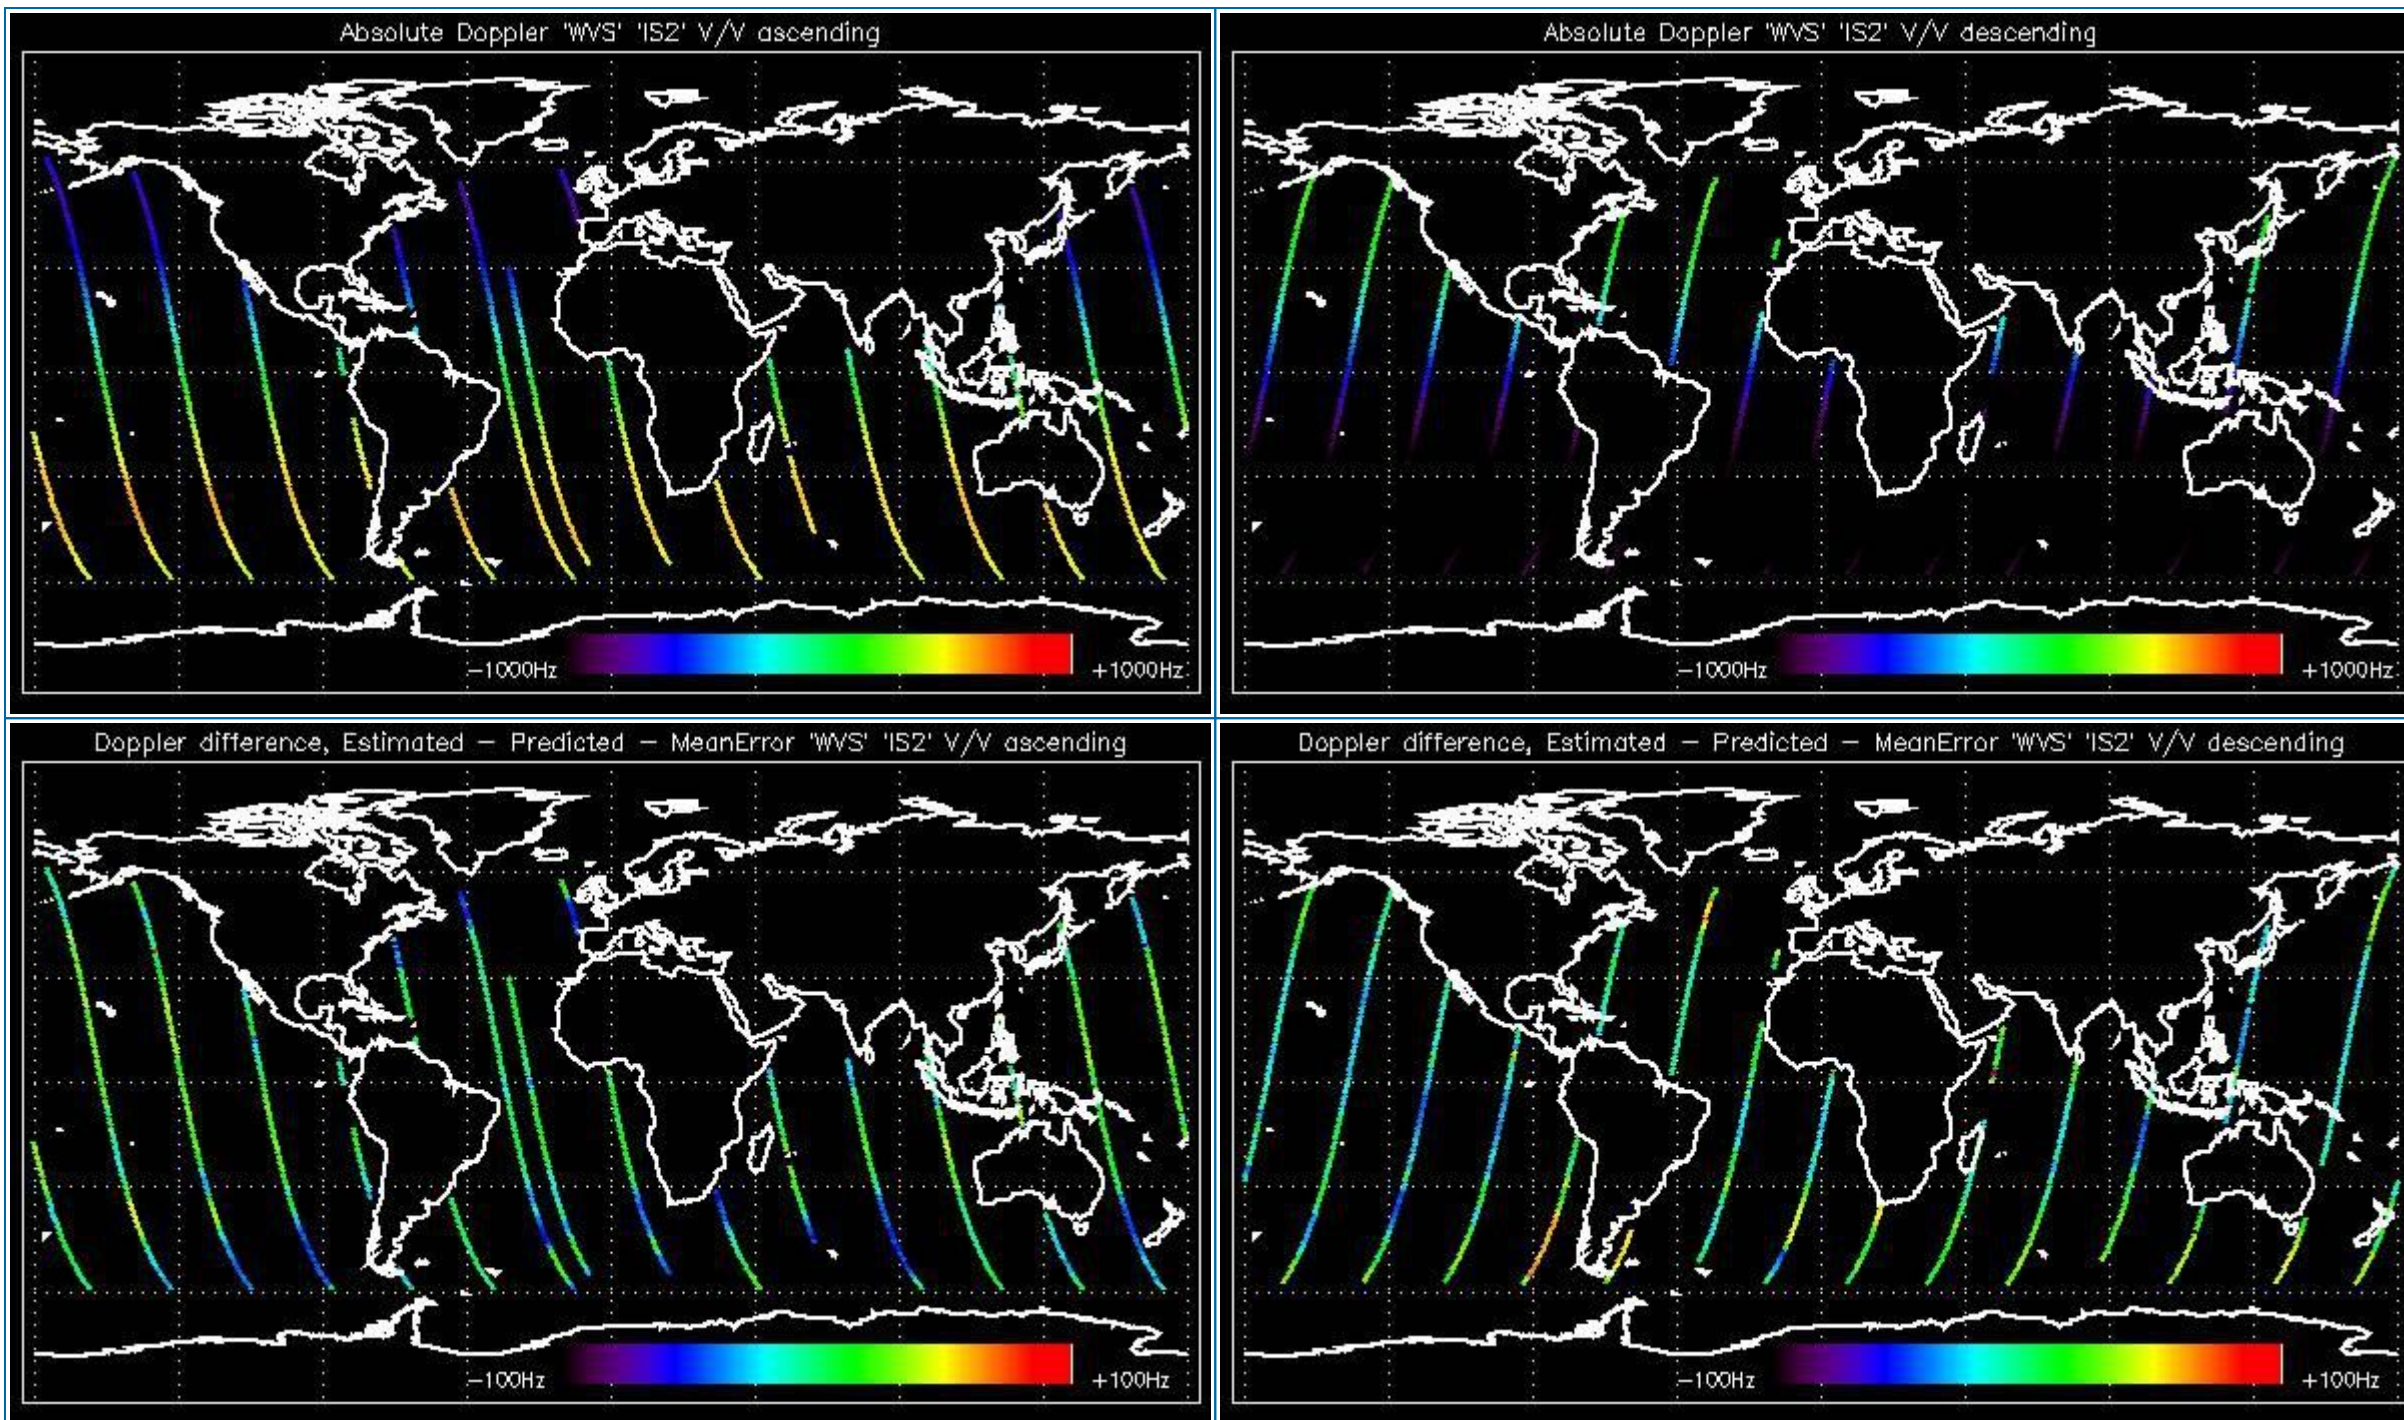 Absolute Doppler 'WVS' 'IS2' V/V ascending
-1000Hz
+1000Hz
Absolute Doppler 'WVS' 'IS2' V/V descending
-1000Hz
+1000Hz
Doppler difference, Estimated - Predicted - MeanError 'WVS' 'IS2' V/V ascending
-100Hz
+100Hz
Doppler difference, Estimated - Predicted - MeanError 'WVS' 'IS2' V/V descending
-100Hz
+100Hz